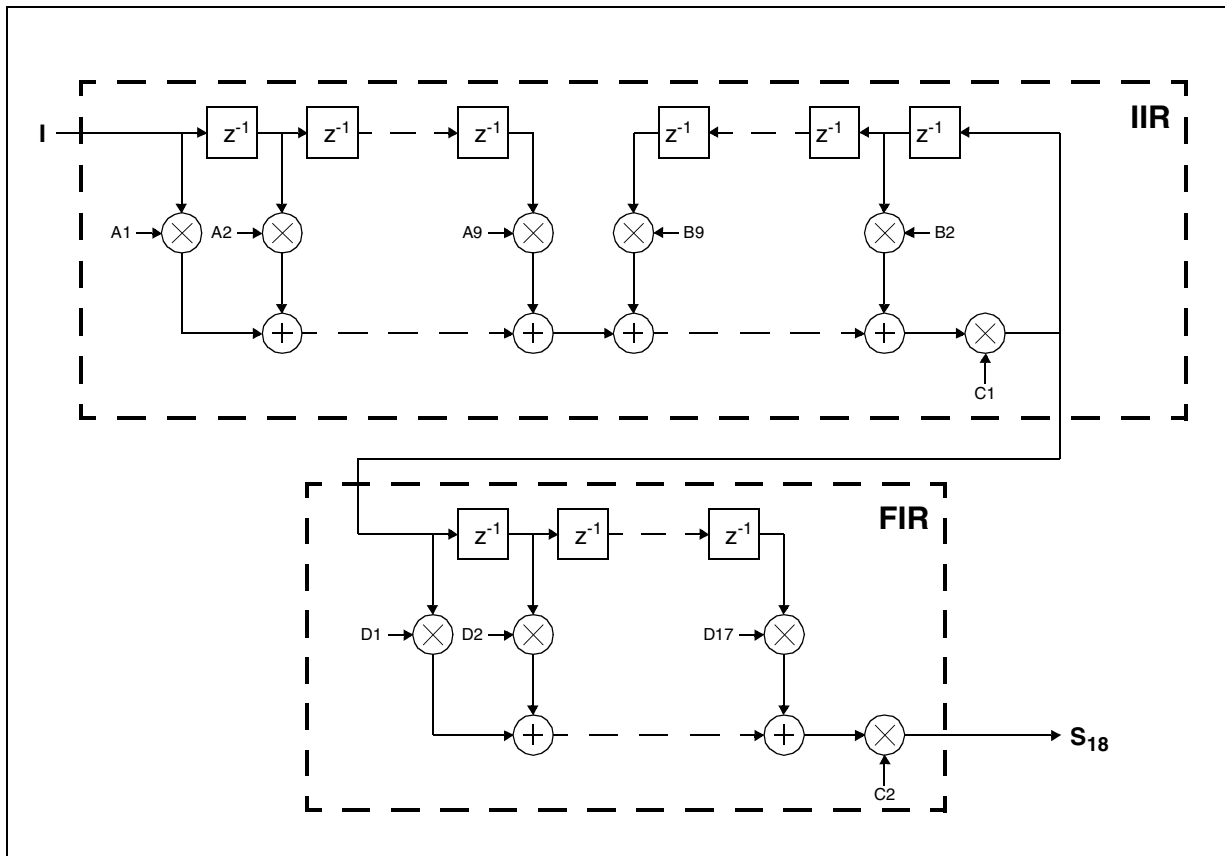 IIR
I
z⁻¹ z⁻¹ z⁻¹ z⁻¹ z⁻¹ z⁻¹
A1 A2 A9 B9 B2
C1
FIR
z⁻¹ z⁻¹ z⁻¹
D1 D2 D17
S₁₈
C2